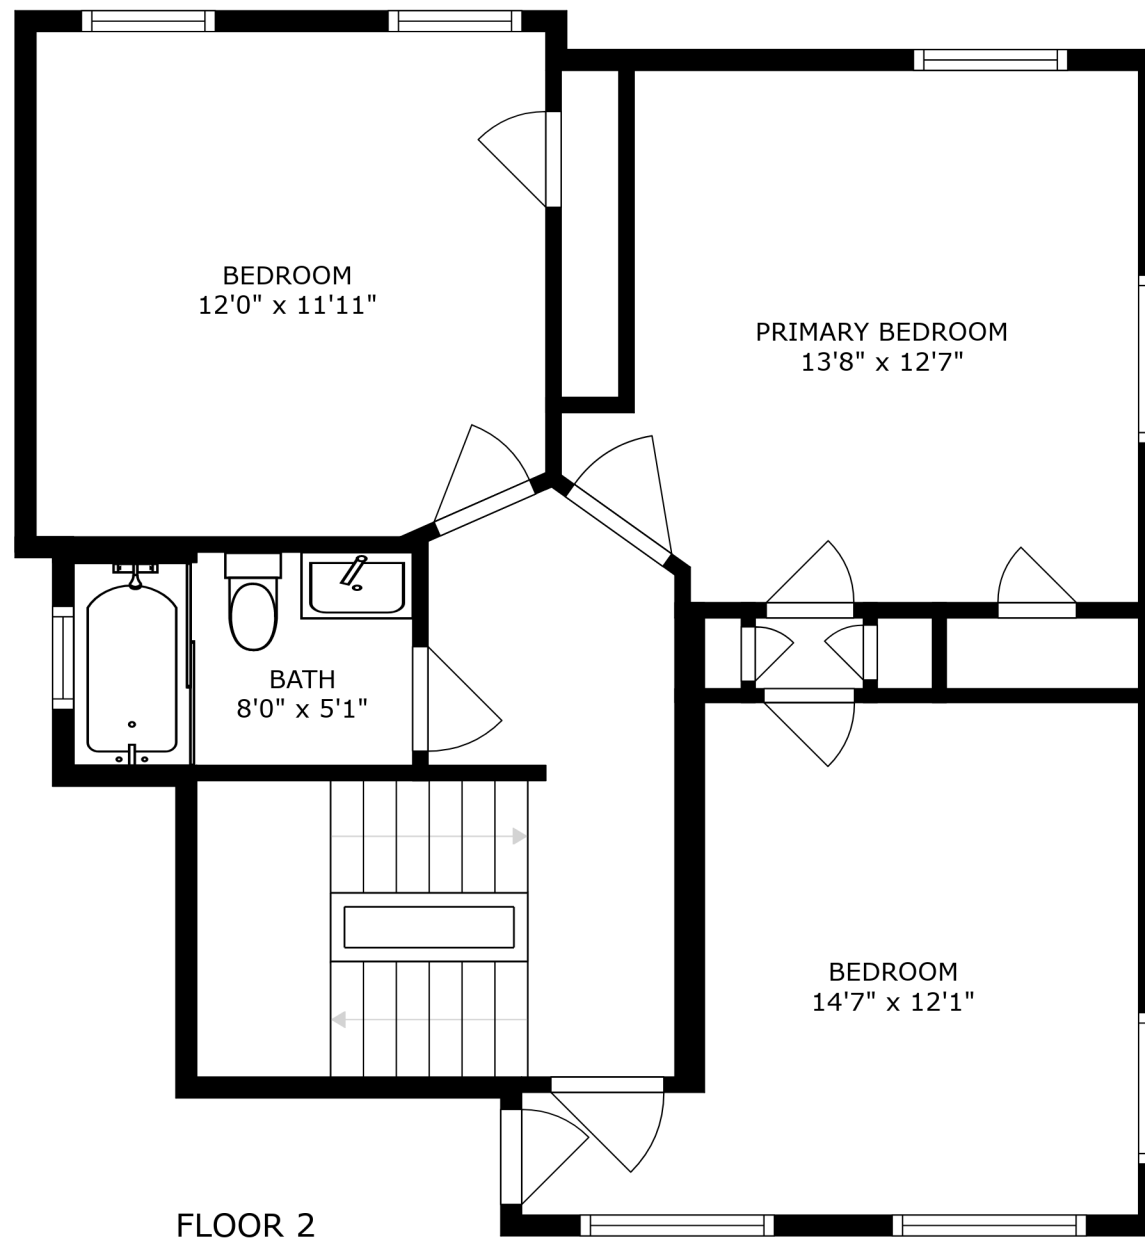 BEDROOM
12'0" x 11'11"
PRIMARY BEDROOM
13'8" x 12'7"
BATH
8'0" x 5'1"
BEDROOM
14'7" x 12'1"
FLOOR 2